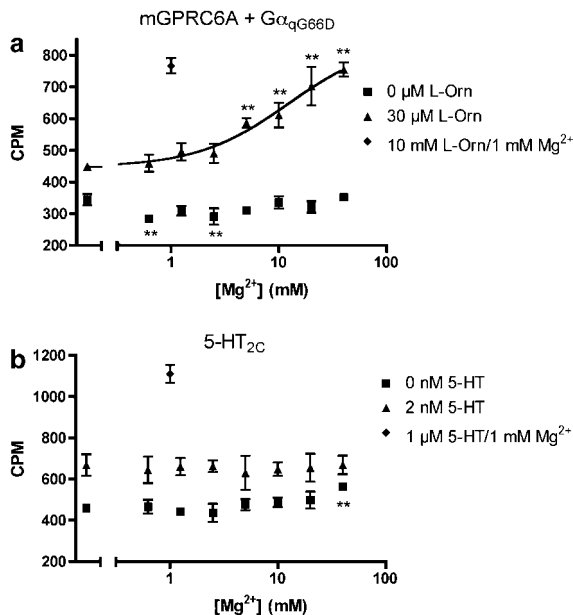 mGPRC6A + GαqG66D
a
800
700
600
500
400
300
200
CPM
**
**
**
**
**
**
1
10
100
[Mg²⁺] (mM)
0 µM L-Orn
30 µM L-Orn
10 mM L-Orn/1 mM Mg²⁺
b
5-HT₂C
1200
1000
800
600
400
200
CPM
**
1
10
100
[Mg²⁺] (mM)
0 nM 5-HT
2 nM 5-HT
1 µM 5-HT/1 mM Mg²⁺